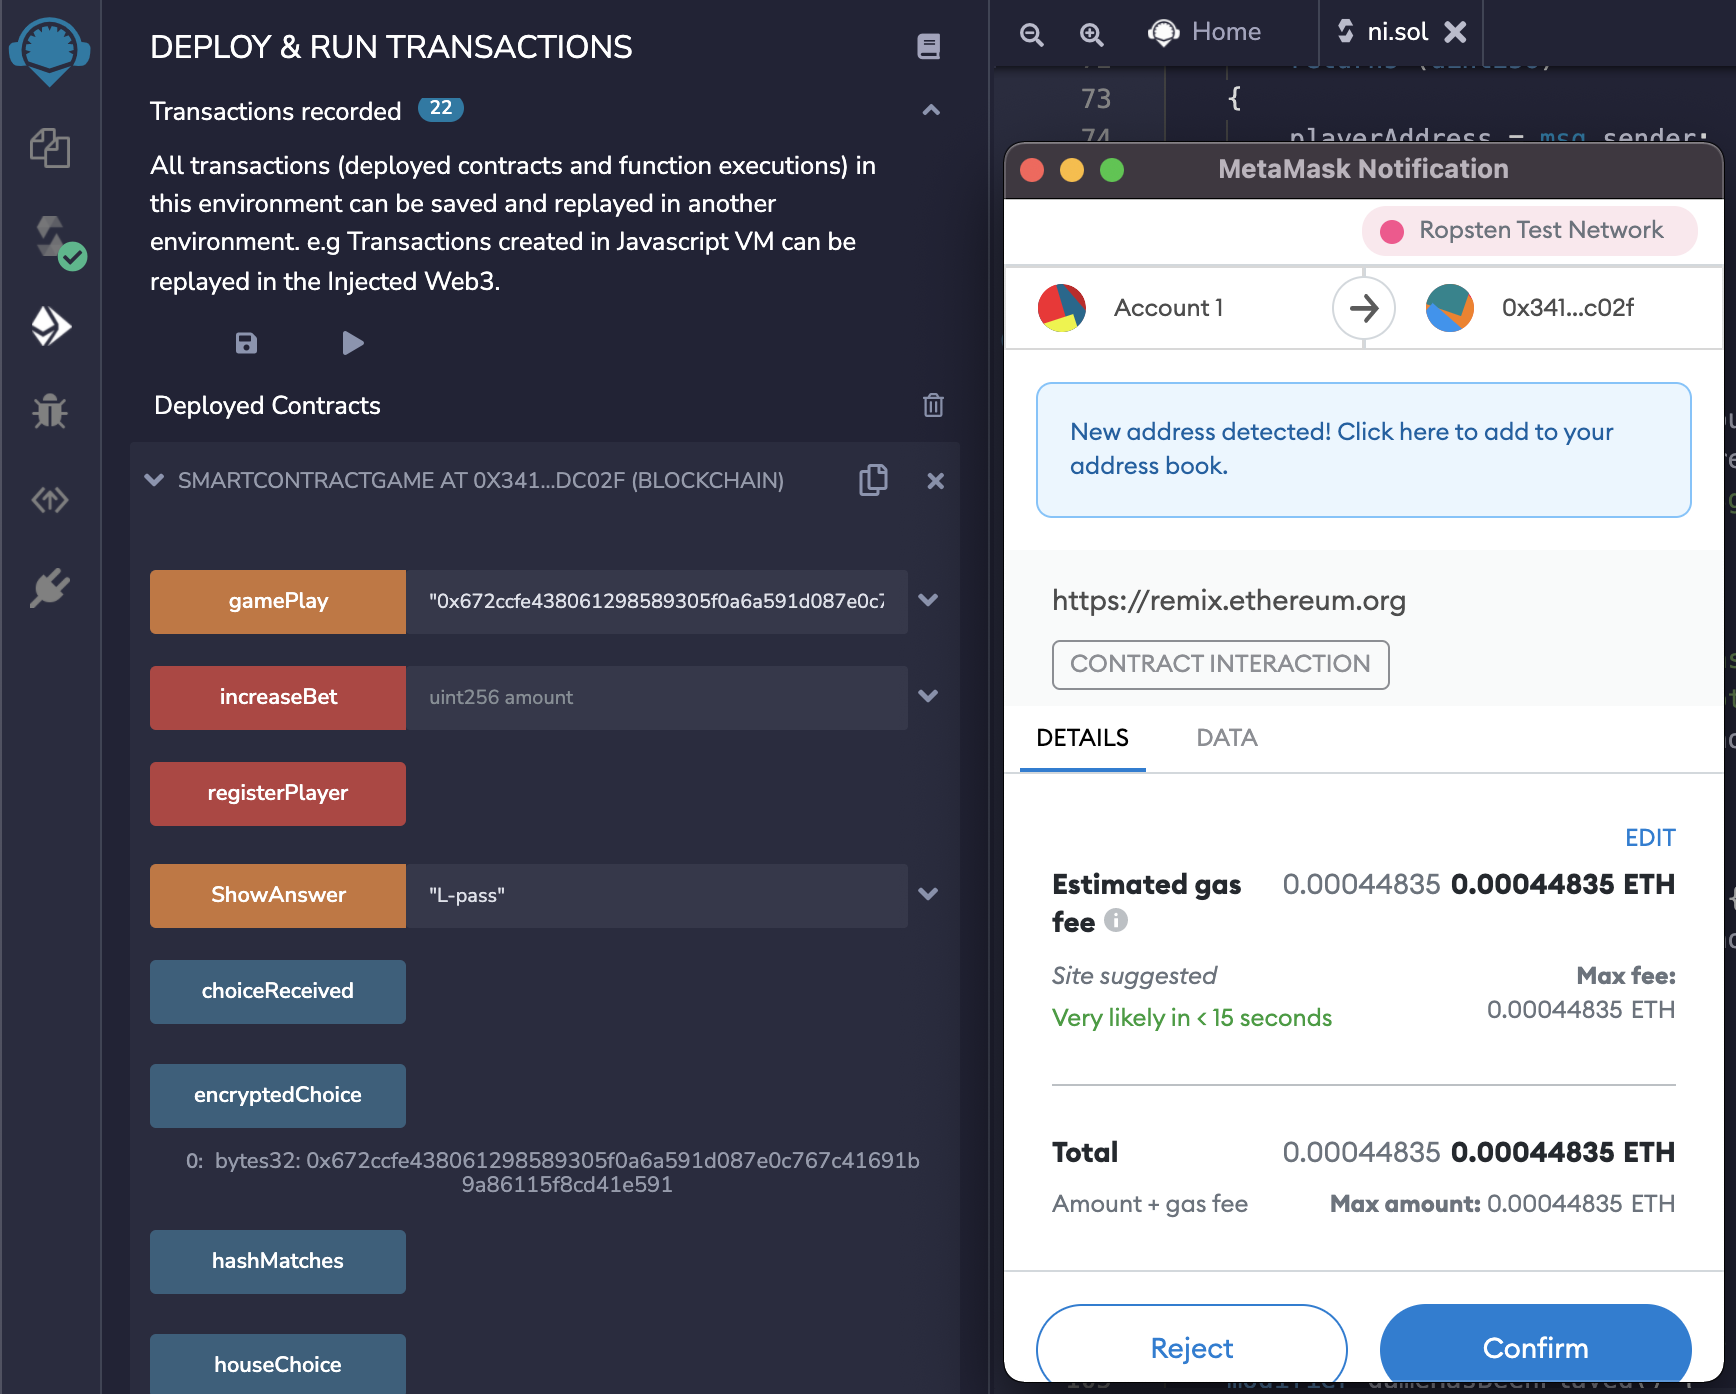 DEPLOY & RUN TRANSACTIONS
Transactions recorded 22
All transactions (deployed contracts and function executions) in
this environment can be saved and replayed in another
environment. e.g Transactions created in Javascript VM can be
replayed in the Injected Web3.
Deployed Contracts
SMARTCONTRACTGAME AT 0X341...DC02F (BLOCKCHAIN)
gamePlay "0x672ccfe438061298589305f0a6a591d087e0c7
increaseBet uint256 amount
registerPlayer
ShowAnswer "L-pass"
choiceReceived
encryptedChoice
0: bytes32: 0x672ccfe438061298589305f0a6a591d087e0c767c41691b
9a86115f8cd41e591
hashMatches
houseChoice
Home
ni.sol
73 {
74 playerAddress = msg.sender;
MetaMask Notification
Ropsten Test Network
Account 1
0x341...c02f
New address detected! Click here to add to your
address book.
https://remix.ethereum.org
CONTRACT INTERACTION
DETAILS DATA
EDIT
Estimated gas 0.00044835 0.00044835 ETH
fee
Site suggested Max fee:
Very likely in < 15 seconds 0.00044835 ETH
Total 0.00044835 0.00044835 ETH
Amount + gas fee Max amount: 0.00044835 ETH
Reject Confirm